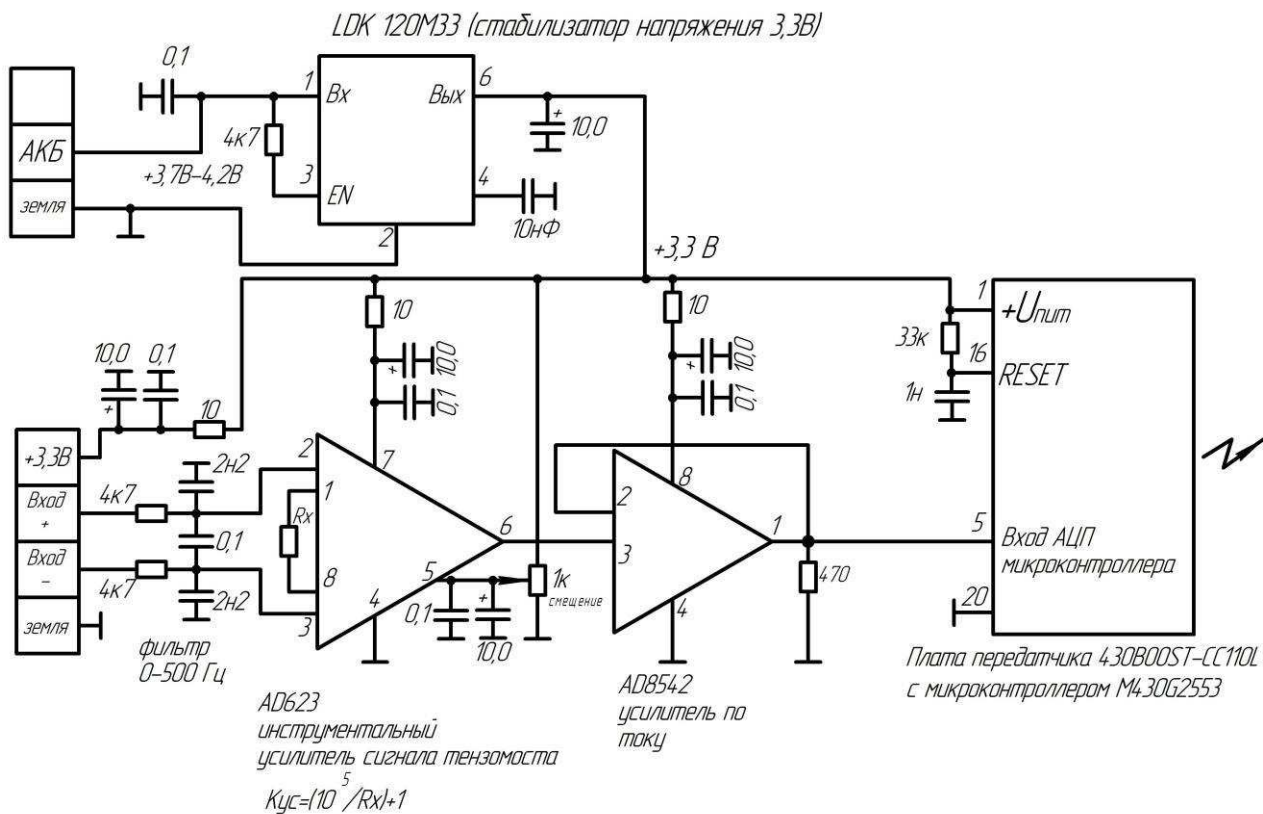 LDK 120М33 (стабилизатор напряжения 3,3В)
0,1
1
Вх
Вых
6
АКБ
+3,7В-4,2В
4к7
+
10,0
3
EN
4
10нФ
земля
2
+3,3 В
10
10
1
+Uпит
33к
16
RESET
1н
10,0
0,1
+
10
+
10,0
0,1
+
10,0
0,1
+3,3В
Вход
+
Вход
-
земля
4к7
4к7
2н2
0,1
2н2
фильтр
0-500 Гц
2
1
Rx
8
3
7
6
5
4
0,1
+
10,0
1к
смещение
2
3
8
1
4
470
5
Вход АЦП
микроконтроллера
20
AD623
инструментальный
усилитель сигнала тензомоста
Kус=(10⁵/Rx)+1
AD8542
усилитель по
току
Плата передатчика 430BOOST-CC110L
с микроконтроллером M430G2553